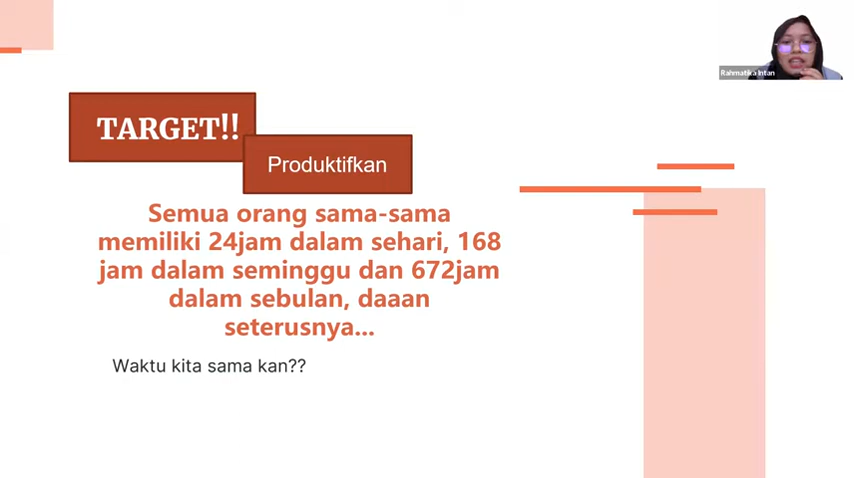 Rahmatika Intan
TARGET!!
Produktifkan
Semua orang sama-sama
memiliki 24jam dalam sehari, 168
jam dalam seminggu dan 672jam
dalam sebulan, daaan
seterusnya...
Waktu kita sama kan??